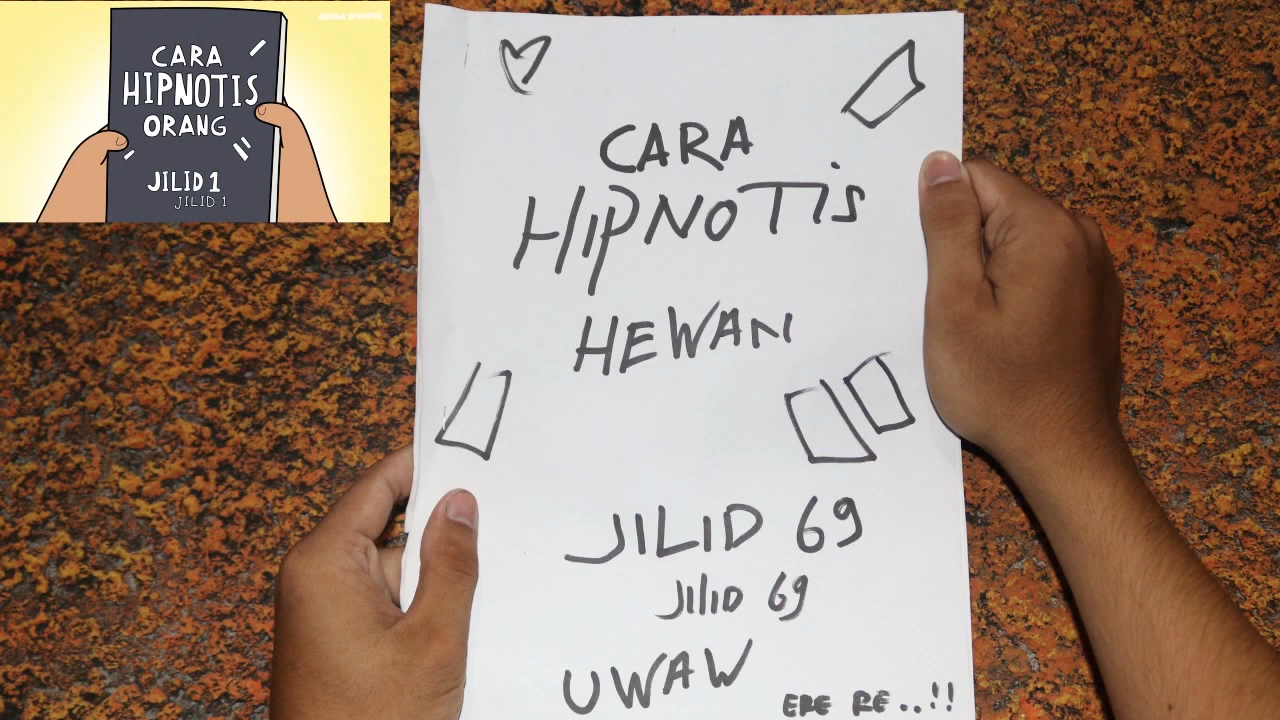 CARA
HIPNOTIS
ORANG
JILID 1
JILID 1
CARA
HIPNOTIS
HEWAN
JILID 69
JILID 69
UWAW
ERE RE..!!